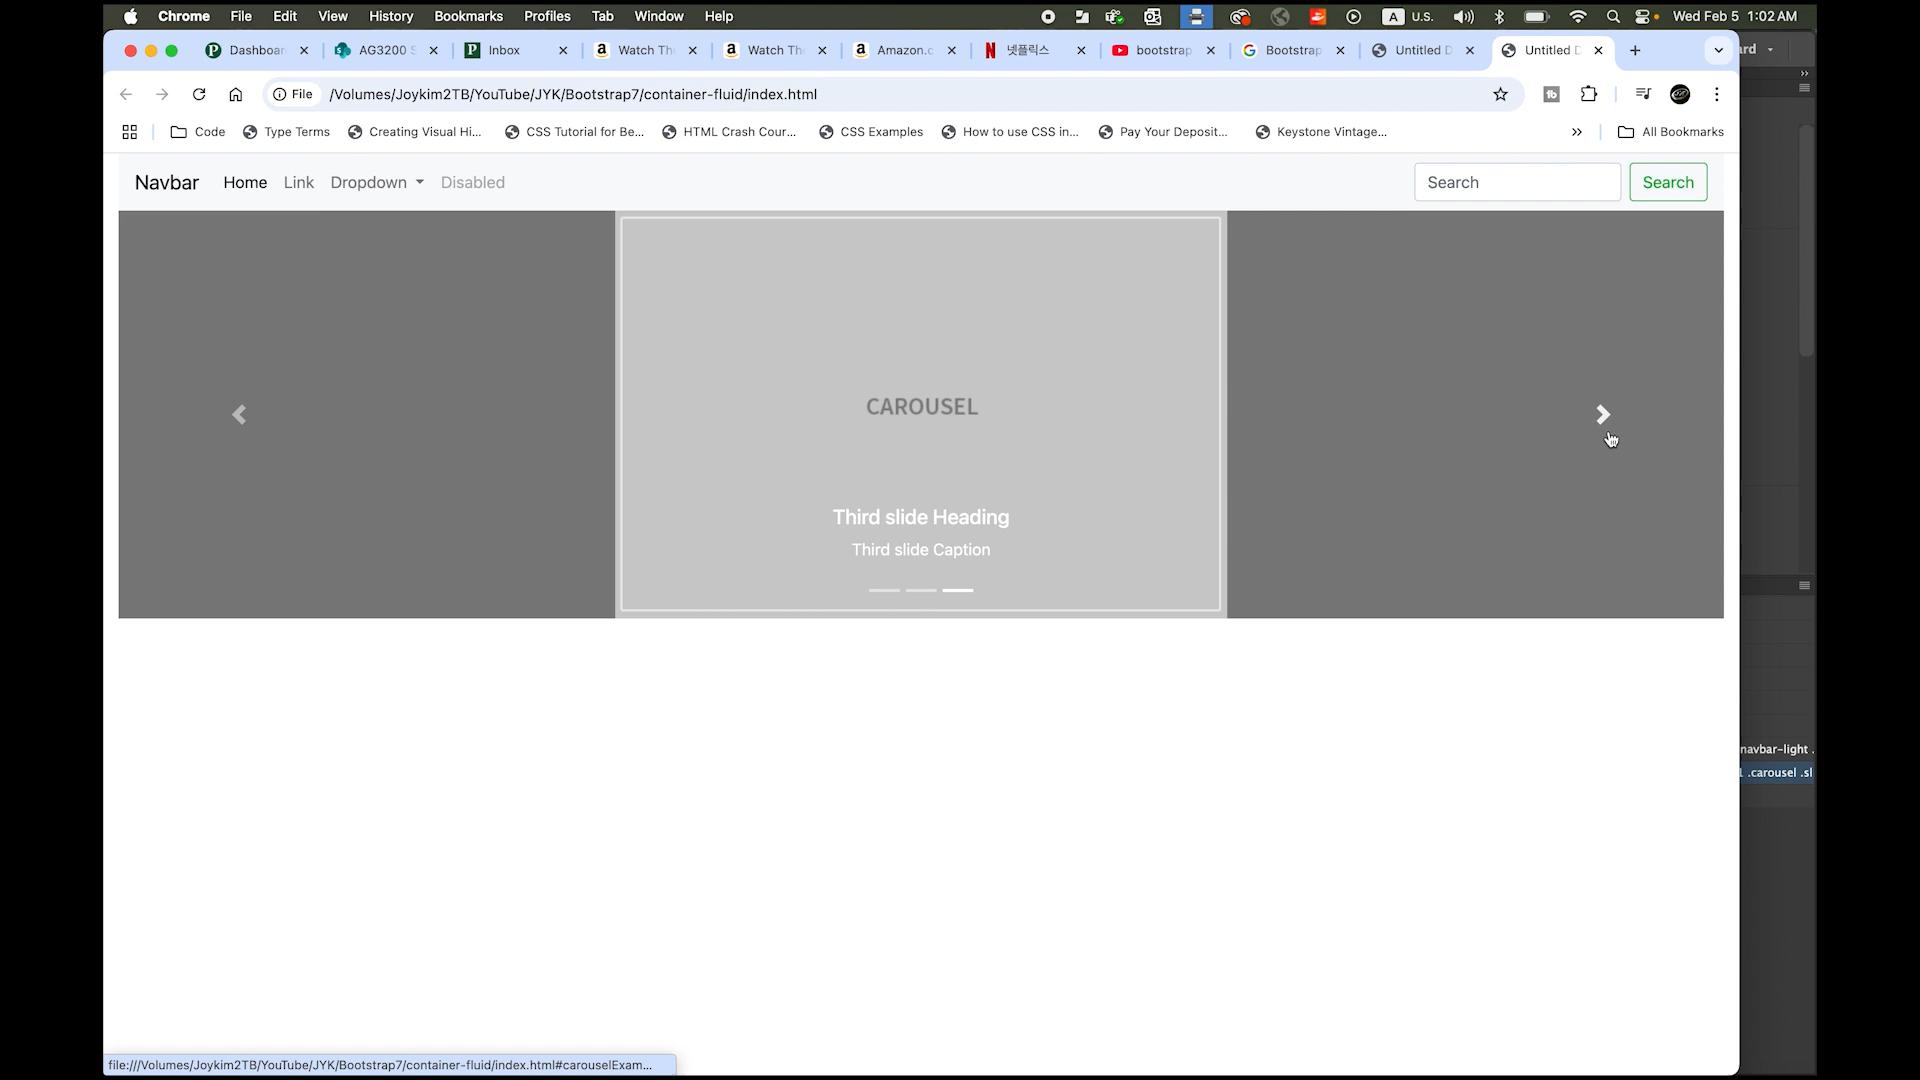 Chrome File Edit View History Bookmarks Profiles Tab Window Help A U.S. Wed Feb 5 1:02 AM
Dashboar AG3200 S Inbox Watch Th Watch Th Amazon.c 넷플릭스 bootstrap Bootstrap Untitled D Untitled D
rd
File /Volumes/Joykim2TB/YouTube/JYK/Bootstrap7/container-fluid/index.html
Code Type Terms Creating Visual Hi... CSS Tutorial for Be... HTML Crash Cour... CSS Examples How to use CSS in... Pay Your Deposit... Keystone Vintage... » All Bookmarks
Navbar Home Link Dropdown Disabled Search Search
CAROUSEL
Third slide Heading
Third slide Caption
navbar-light .
.carousel .sl
file:///Volumes/Joykim2TB/YouTube/JYK/Bootstrap7/container-fluid/index.html#carouselExam...